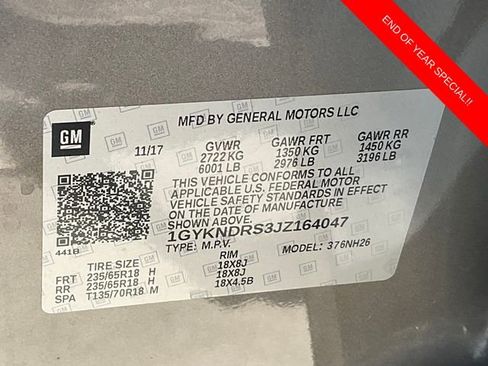 END OF YEAR SPECIAL!!
GM
MFD BY GENERAL MOTORS LLC
11/17 GVWR GAWR FRT GAWR RR
2722 KG 1350 KG 1450 KG
6001 LB 2976 LB 3196 LB
THIS VEHICLE CONFORMS TO ALL
APPLICABLE U.S. FEDERAL MOTOR
VEHICLE SAFETY STANDARDS IN EFFECT
ON THE DATE OF MANUFACTURE
SHOWN ABOVE.
1GYKNDRS3JZ164047
TYPE: M.P.V. MODEL: 376NH26
441B
TIRE SIZE RIM
FRT 235/65R18 H 18X8J
RR 235/65R18 H 18X8J
SPA T135/70R18 M 18X4.5B